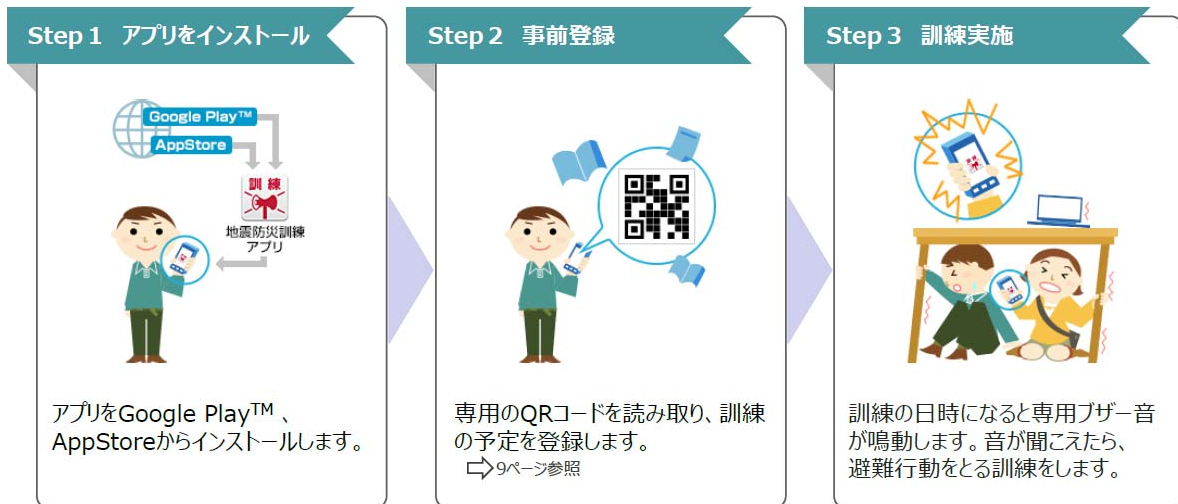 Step 1 アプリをインストール
Google Play™
AppStore
訓練
地震防災訓練
アプリ
アプリをGoogle Play™ 、
AppStoreからインストールします。
Step 2 事前登録
専用のQRコードを読み取り、訓練
の予定を登録します。
⇨9ページ参照
Step 3 訓練実施
訓練の日時になると専用ブザー音
が鳴動します。音が聞こえたら、
避難行動をとる訓練をします。